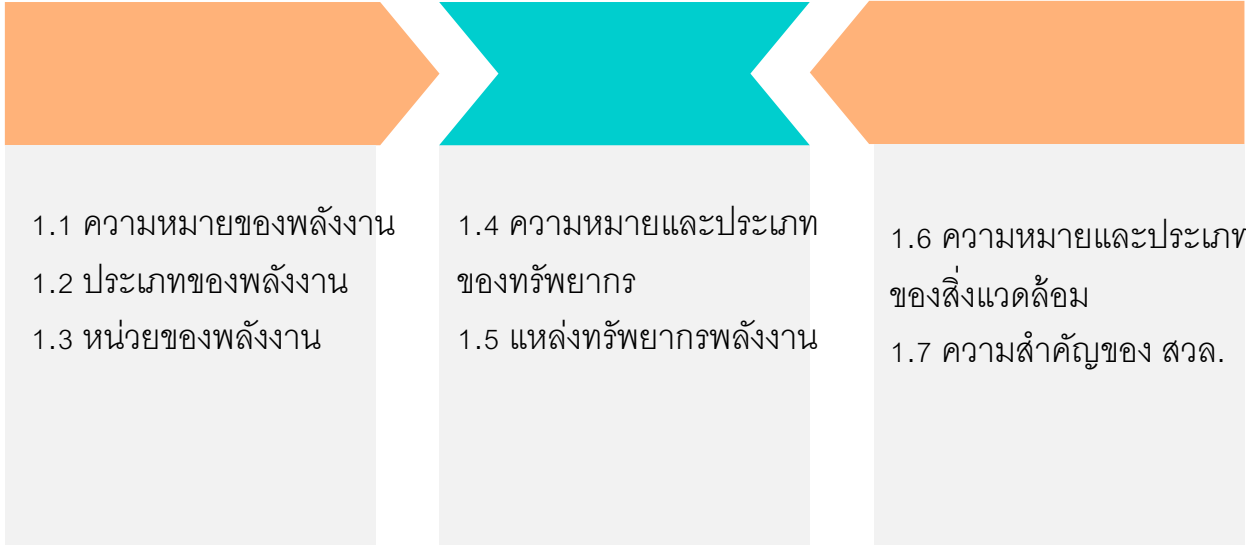 1.1 ความหมายของพลังงาน
1.2 ประเภทของพลังงาน
1.3 หน่วยของพลังงาน
1.4 ความหมายและประเภท
ของทรัพยากร
1.5 แหล่งทรัพยากรพลังงาน
1.6 ความหมายและประเภท
ของสิ่งแวดล้อม
1.7 ความสำคัญของ สวล.